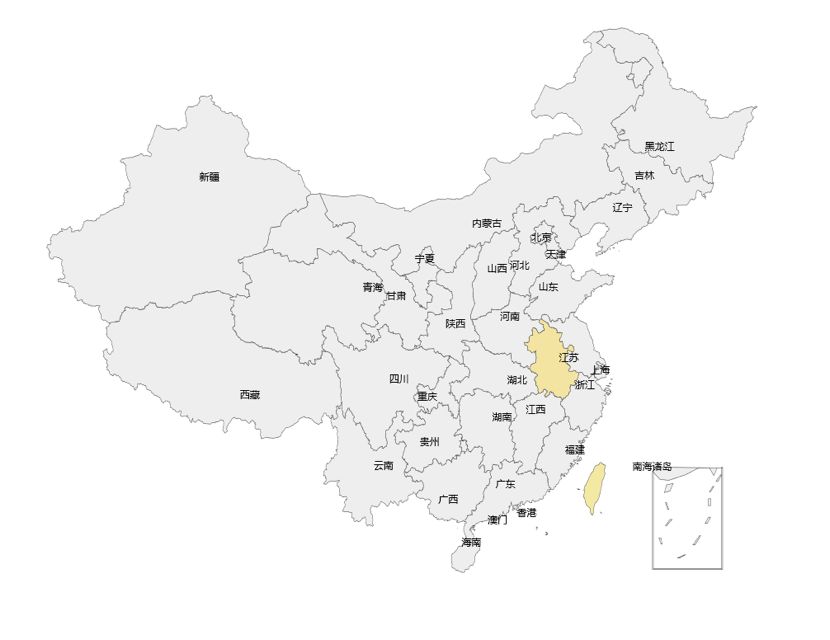 黑龙江
吉林
新疆
辽宁
内蒙古
北京
天津
宁夏
河北
山西
青海
山东
甘肃
河南
陕西
江苏
上海
四川
湖北
浙江
西藏
重庆
江西
湖南
贵州
福建
云南
南海诸岛
广东
广西
香港
澳门
海南